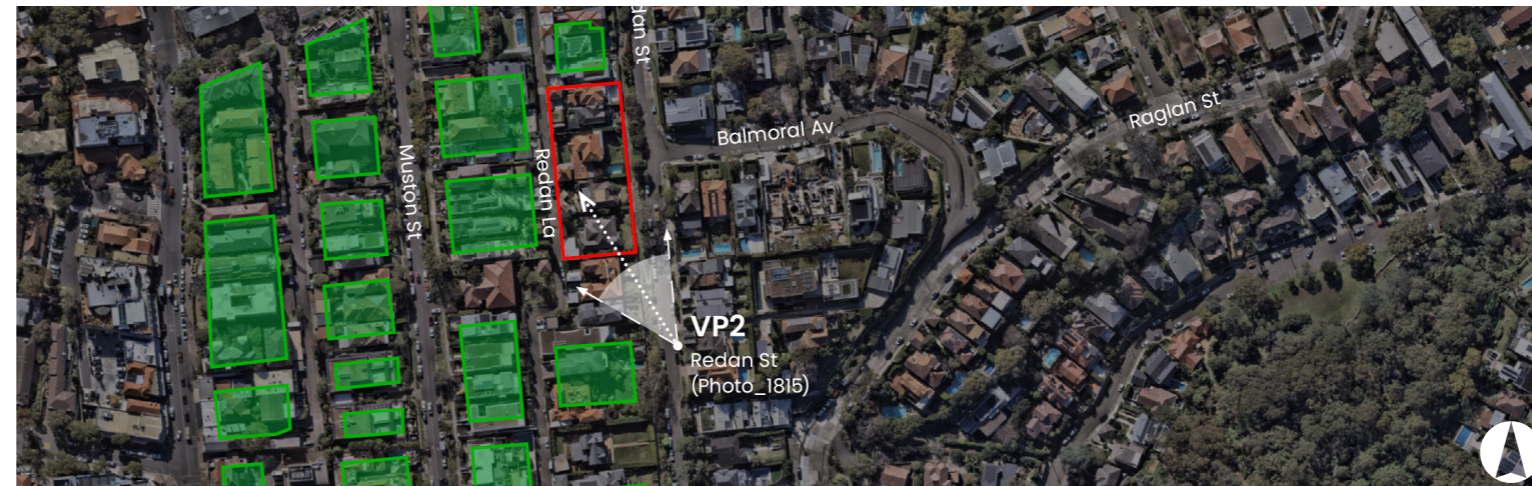 dan St
Balmoral Av
Raglan St
Muston St
Redan La
VP2
Redan St
(Photo_1815)